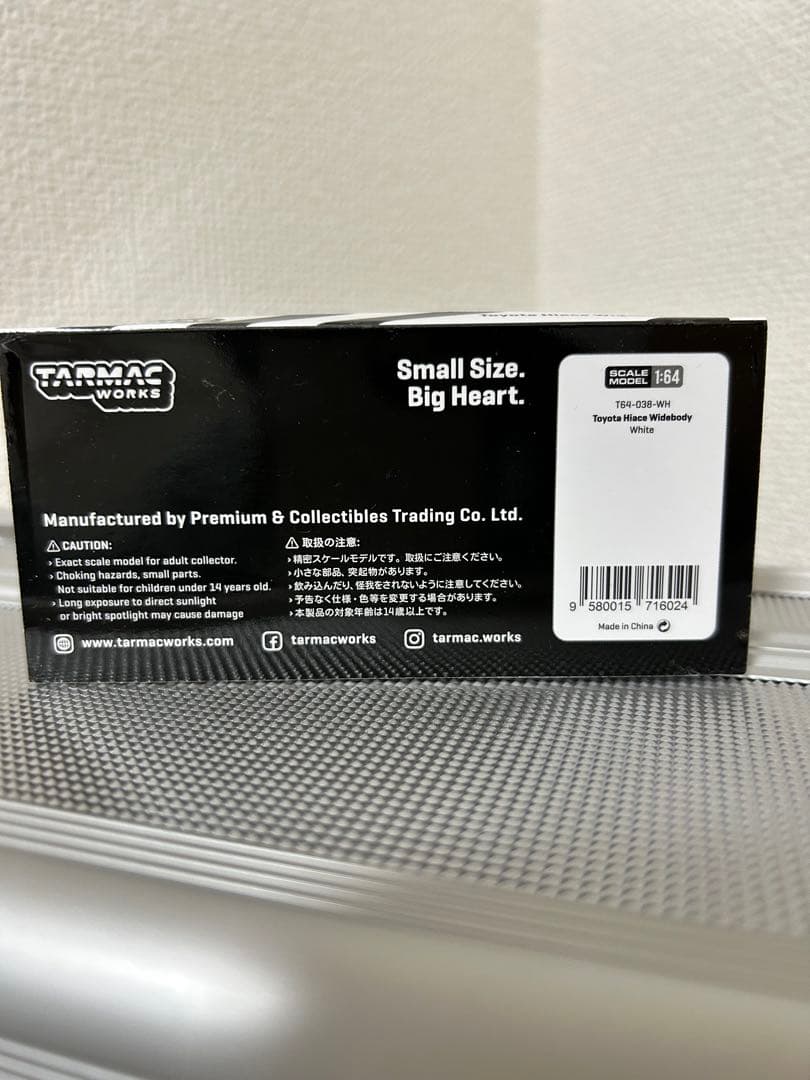 Toyota Hiace Wid
TARMAC
WORKS
Small Size.
Big Heart.
SCALE
MODEL 1:64
T64-038-WH
Toyota Hiace Widebody
White
Manufactured by Premium & Collectibles Trading Co. Ltd.
⚠ CAUTION:
› Exact scale model for adult collector.
› Choking hazards, small parts.
Not suitable for children under 14 years old.
› Long exposure to direct sunlight
or bright spotlight may cause damage
⚠ 取扱の注意:
› 精密スケールモデルです。取扱にご注意ください。
› 小さな部品、突起物があります。
› 飲み込んだり、怪我をされないように注意してください。
› 予告なく仕様・色等を変更する場合があります。
› 本製品の対象年齢は14歳以上です。
9 580015 716024
Made in China
www.tarmacworks.com
tarmacworks
tarmac.works